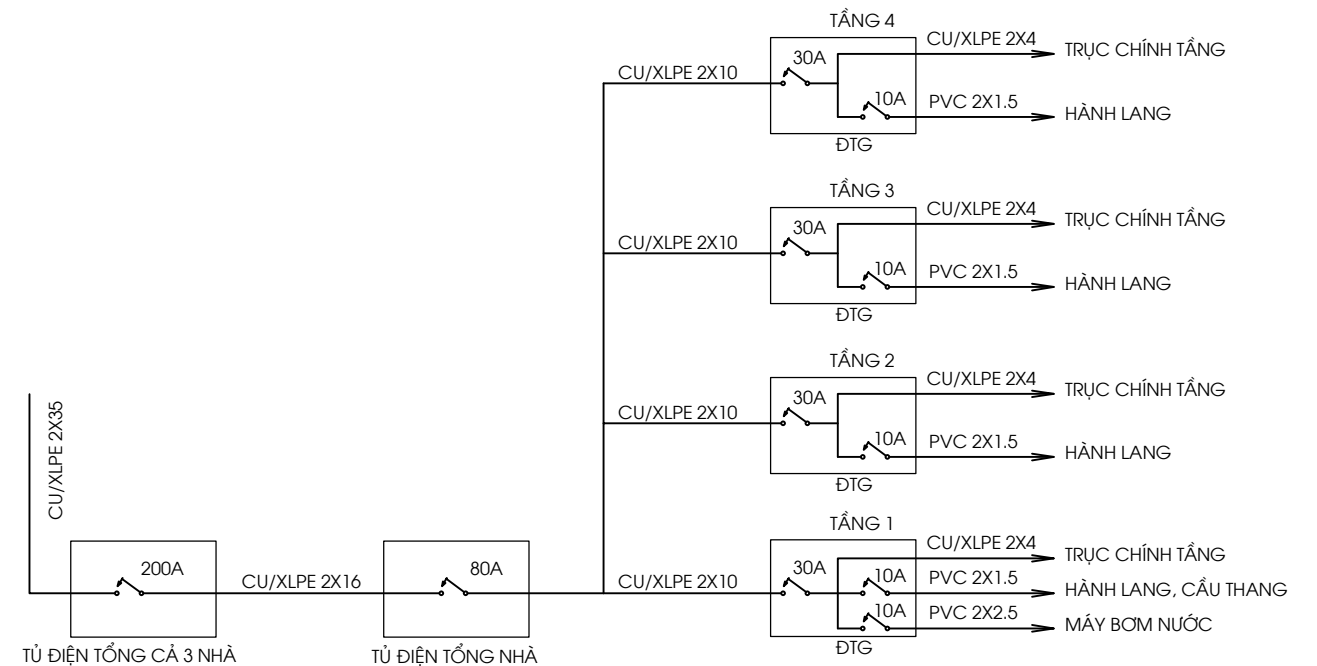 TẦNG 4
CU/XLPE 2X4
30A
TRỤC CHÍNH TẦNG
CU/XLPE 2X10
10A
PVC 2X1.5
HÀNH LANG
ĐTG
TẦNG 3
CU/XLPE 2X4
30A
TRỤC CHÍNH TẦNG
CU/XLPE 2X10
10A
PVC 2X1.5
HÀNH LANG
ĐTG
TẦNG 2
CU/XLPE 2X4
30A
TRỤC CHÍNH TẦNG
CU/XLPE 2X10
10A
PVC 2X1.5
HÀNH LANG
ĐTG
CU/XLPE 2X35
200A
TỦ ĐIỆN TỔNG CẢ 3 NHÀ
CU/XLPE 2X16
80A
TỦ ĐIỆN TỔNG NHÀ
TẦNG 1
CU/XLPE 2X4
TRỤC CHÍNH TẦNG
CU/XLPE 2X10
30A
10A
PVC 2X1.5
HÀNH LANG, CẦU THANG
10A
PVC 2X2.5
MÁY BƠM NƯỚC
ĐTG